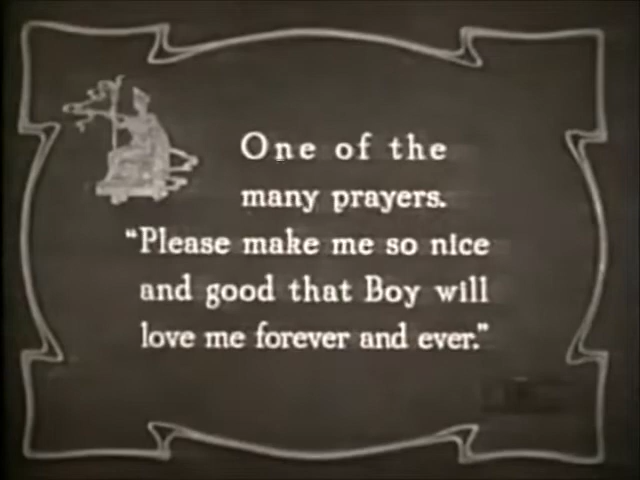 One of the
many prayers.
"Please make me so nice
and good that Boy will
love me forever and ever."